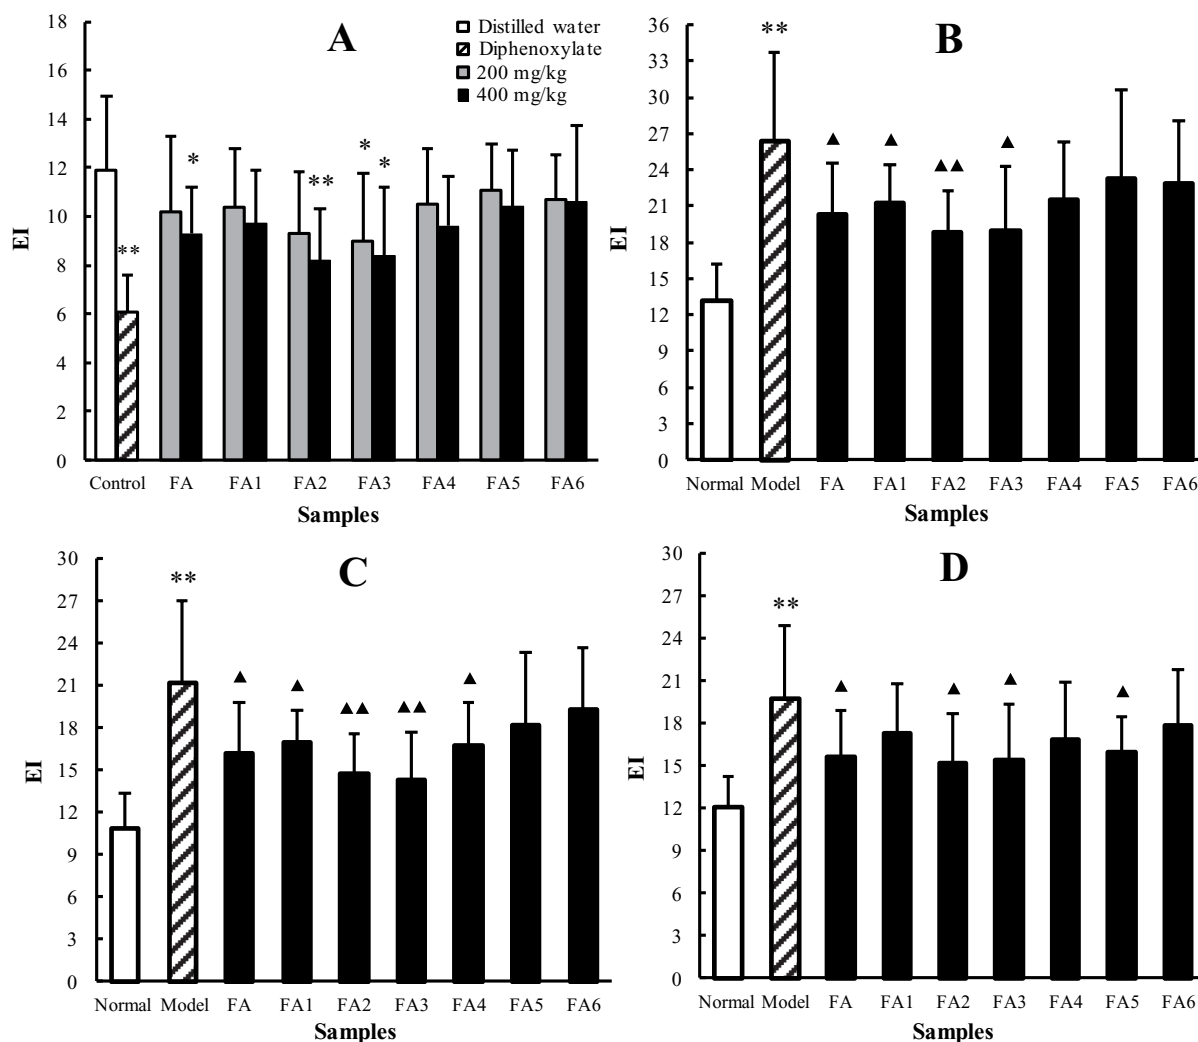 A
Distilled water
Diphenoxylate
200 mg/kg
400 mg/kg
18
16
14
12
10
8
6
4
2
0
EI
**
*
**
*
*
Control FA FA1 FA2 FA3 FA4 FA5 FA6
Samples
B
36
33
30
27
24
21
18
15
12
9
6
3
0
EI
**
▲ ▲ ▲▲ ▲
Normal Model FA FA1 FA2 FA3 FA4 FA5 FA6
Samples
C
30
27
24
21
18
15
12
9
6
3
0
EI
**
▲ ▲ ▲▲ ▲▲ ▲
Normal Model FA FA1 FA2 FA3 FA4 FA5 FA6
Samples
D
30
27
24
21
18
15
12
9
6
3
0
EI
**
▲ ▲ ▲ ▲
Normal Model FA FA1 FA2 FA3 FA4 FA5 FA6
Samples